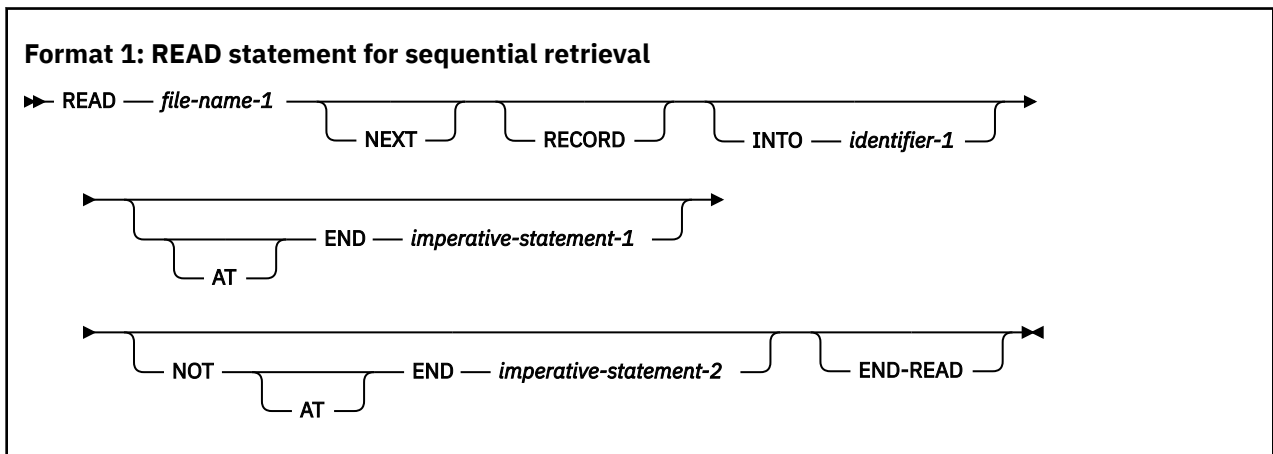 Format 1: READ statement for sequential retrieval
READ file-name-1 NEXT RECORD INTO identifier-1
END imperative-statement-1
AT
NOT END imperative-statement-2 END-READ
AT